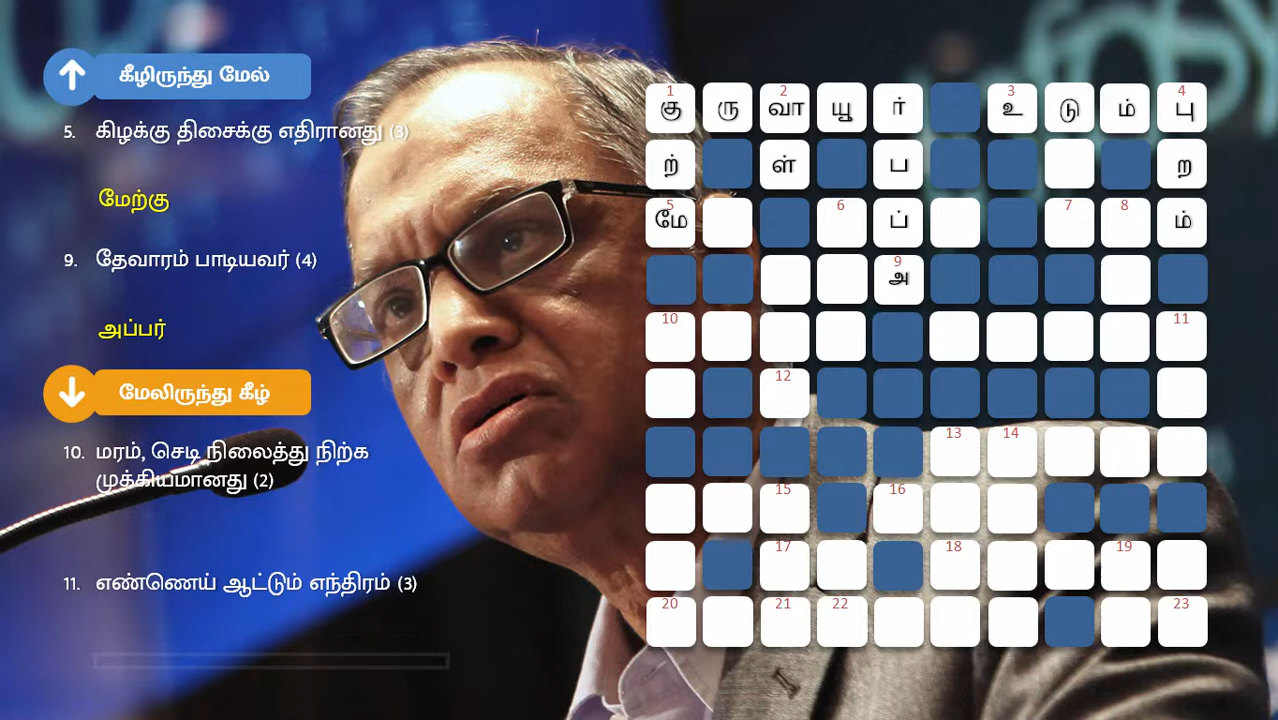 கீழிருந்து மேல்
5. கிழக்கு திசைக்கு எதிரானது (3)
மேற்கு
9. தேவாரம் பாடியவர் (4)
அப்பர்
மேலிருந்து கீழ்
10. மரம், செடி நிலைத்து நிற்க
முக்கியமானது (2)
11. எண்ணெய் ஆட்டும் எந்திரம் (3)
1 2 3 4
கு ரு வா யூ ர் உ டு ம் பு
ற் ள் ப ற
5 6 7 8
மே ப் ம்
9
அ
10 11
12
13 14
15 16
17 18 19
20 21 22 23